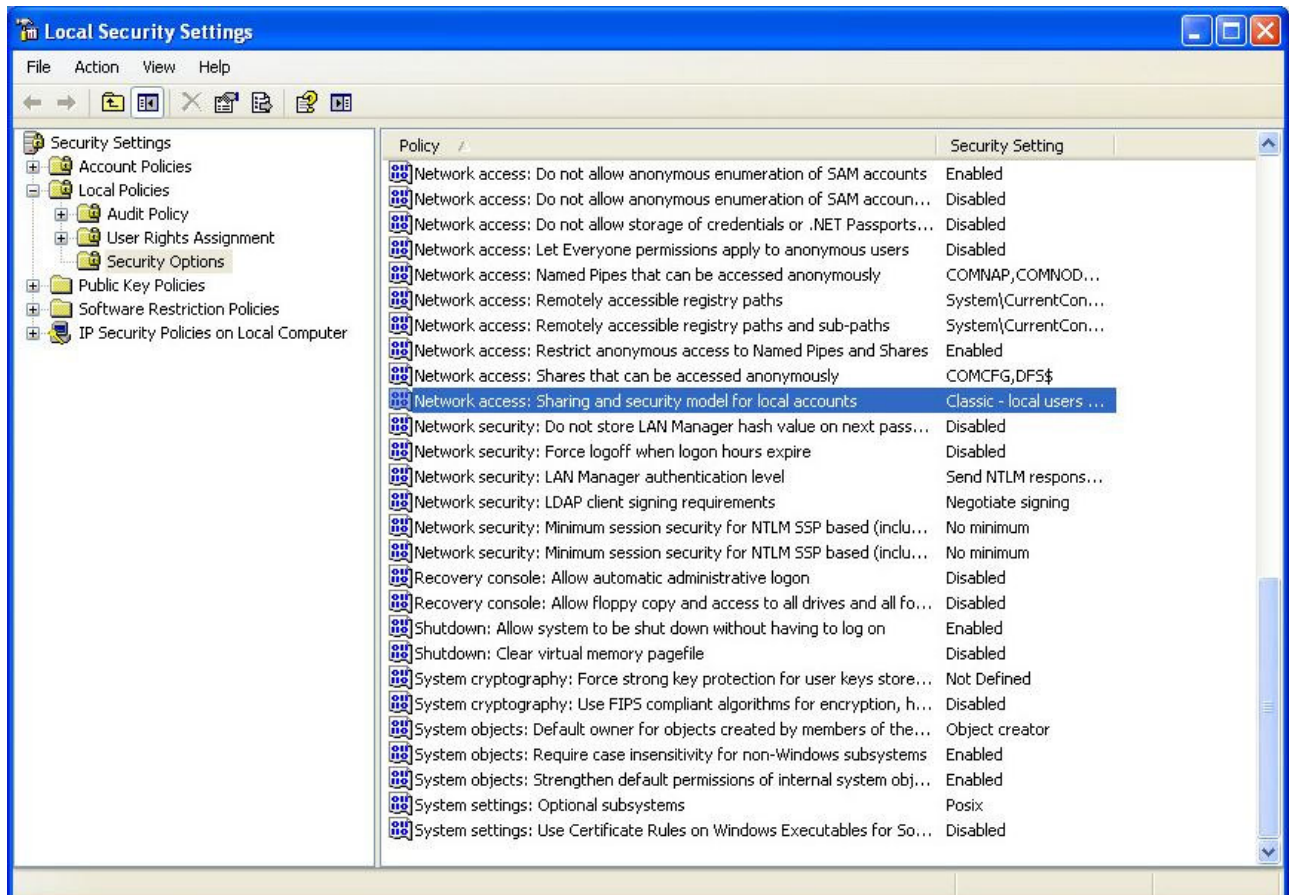 Local Security Settings
File Action View Help
Security Settings
Account Policies
Local Policies
Audit Policy
User Rights Assignment
Security Options
Public Key Policies
Software Restriction Policies
IP Security Policies on Local Computer
Policy Security Setting
Network access: Do not allow anonymous enumeration of SAM accounts Enabled
Network access: Do not allow anonymous enumeration of SAM accoun... Disabled
Network access: Do not allow storage of credentials or .NET Passports... Disabled
Network access: Let Everyone permissions apply to anonymous users Disabled
Network access: Named Pipes that can be accessed anonymously COMNAP,COMNOD...
Network access: Remotely accessible registry paths System\CurrentCon...
Network access: Remotely accessible registry paths and sub-paths System\CurrentCon...
Network access: Restrict anonymous access to Named Pipes and Shares Enabled
Network access: Shares that can be accessed anonymously COMCFG,DFS$
Network access: Sharing and security model for local accounts Classic - local users ...
Network security: Do not store LAN Manager hash value on next pass... Disabled
Network security: Force logoff when logon hours expire Disabled
Network security: LAN Manager authentication level Send NTLM respons...
Network security: LDAP client signing requirements Negotiate signing
Network security: Minimum session security for NTLM SSP based (inclu... No minimum
Network security: Minimum session security for NTLM SSP based (inclu... No minimum
Recovery console: Allow automatic administrative logon Disabled
Recovery console: Allow floppy copy and access to all drives and all fo... Disabled
Shutdown: Allow system to be shut down without having to log on Enabled
Shutdown: Clear virtual memory pagefile Disabled
System cryptography: Force strong key protection for user keys store... Not Defined
System cryptography: Use FIPS compliant algorithms for encryption, h... Disabled
System objects: Default owner for objects created by members of the... Object creator
System objects: Require case insensitivity for non-Windows subsystems Enabled
System objects: Strengthen default permissions of internal system obj... Enabled
System settings: Optional subsystems Posix
System settings: Use Certificate Rules on Windows Executables for So... Disabled